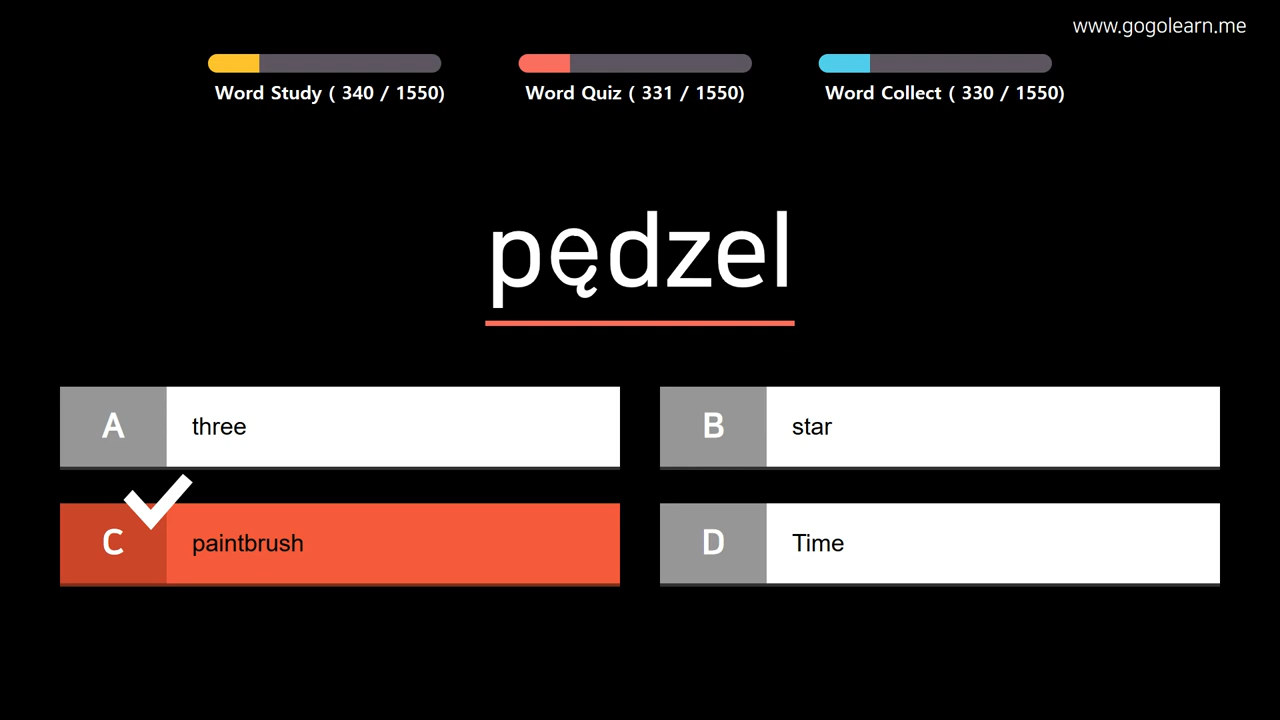 www.gogolearn.me
Word Study ( 340 / 1550)
Word Quiz ( 331 / 1550)
Word Collect ( 330 / 1550)
pędzel
A three
B star
C paintbrush
D Time